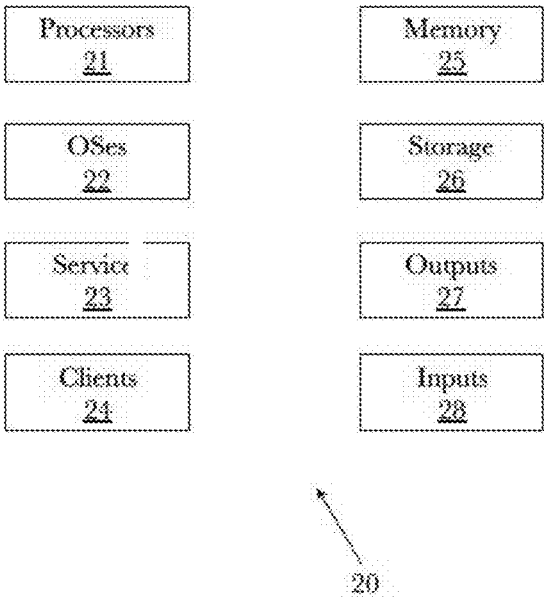 Processors
21
Memory
25
OSes
22
Storage
26
Service
23
Outputs
27
Clients
24
Inputs
28
20